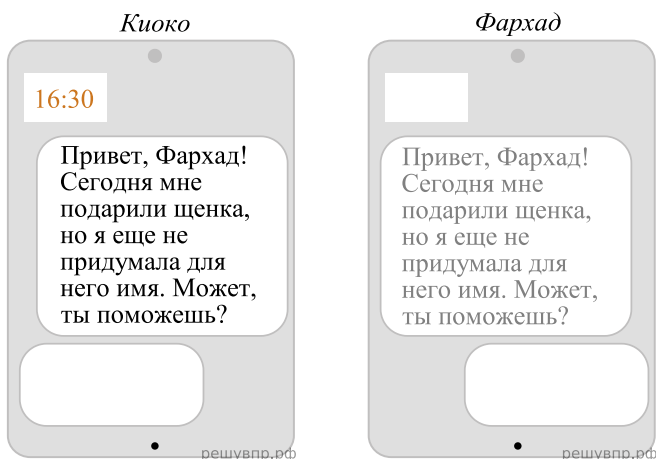 Киоко
16:30
Привет, Фархад!
Сегодня мне
подарили щенка,
но я еще не
придумала для
него имя. Может,
ты поможешь?
решувпр.рф
Фархад
Привет, Фархад!
Сегодня мне
подарили щенка,
но я еще не
придумала для
него имя. Может,
ты поможешь?
решувпр.рф